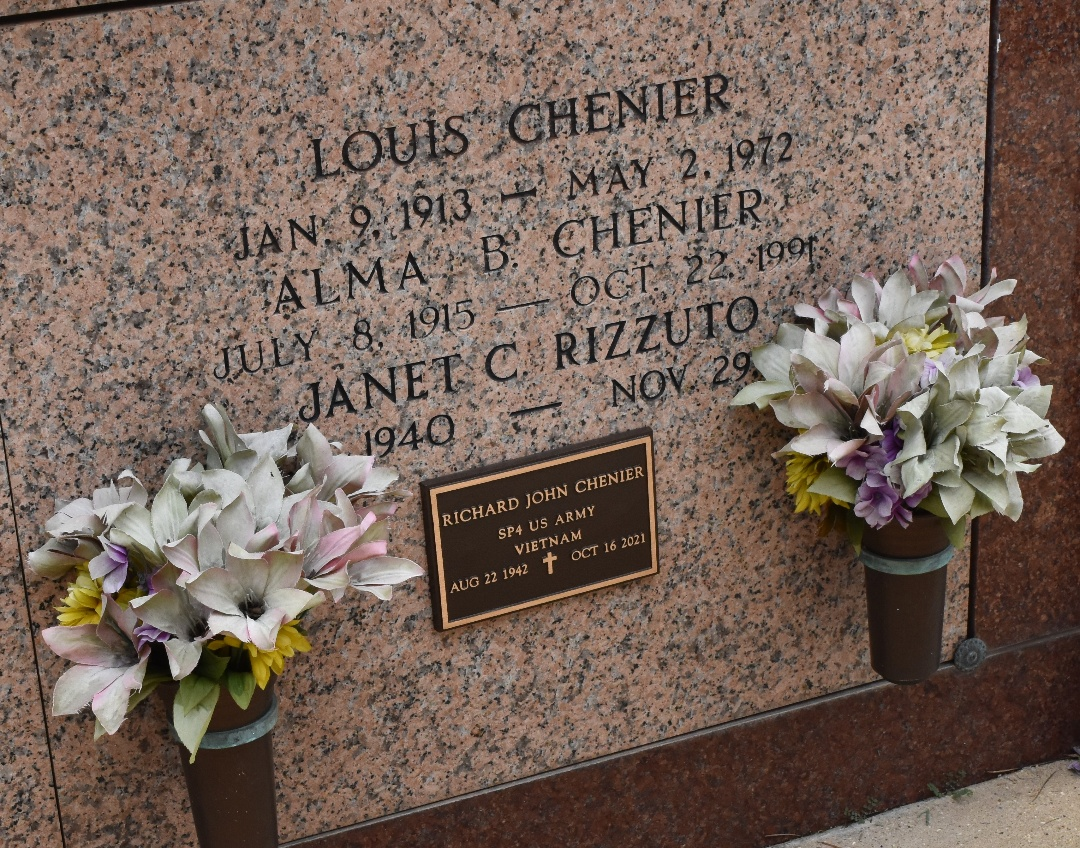 LOUIS CHENIER
JAN. 9, 1913 — MAY 2, 1972
ALMA B. CHENIER
JULY 8, 1915 — OCT 22, 1991
JANET C RIZZUTO
1940 — NOV 29
RICHARD JOHN CHENIER
SP4 US ARMY
VIETNAM
AUG 22 1942 OCT 16 2021